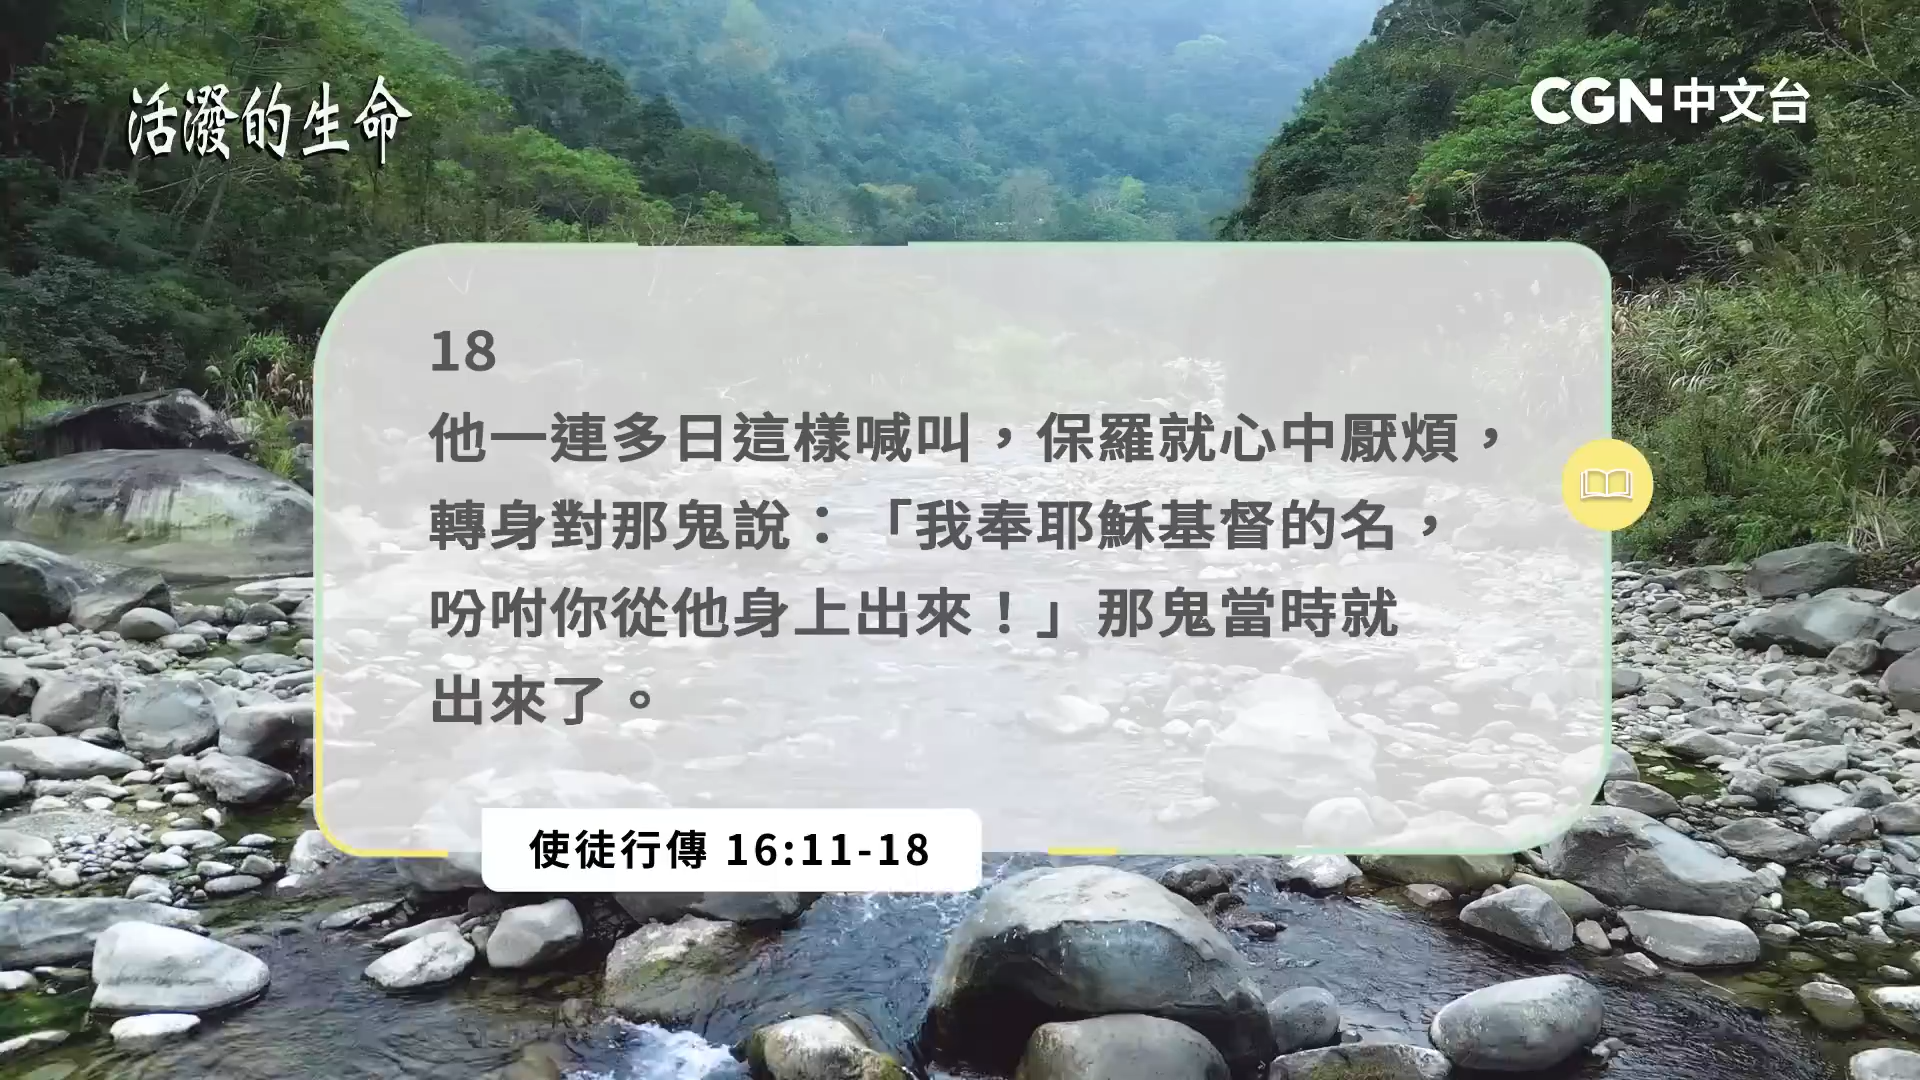 活潑的生命
CGN中文台
18
他一連多日這樣喊叫，保羅就心中厭煩，
轉身對那鬼說：「我奉耶穌基督的名，
吩咐你從他身上出來！」那鬼當時就
出來了。
使徒行傳 16:11-18